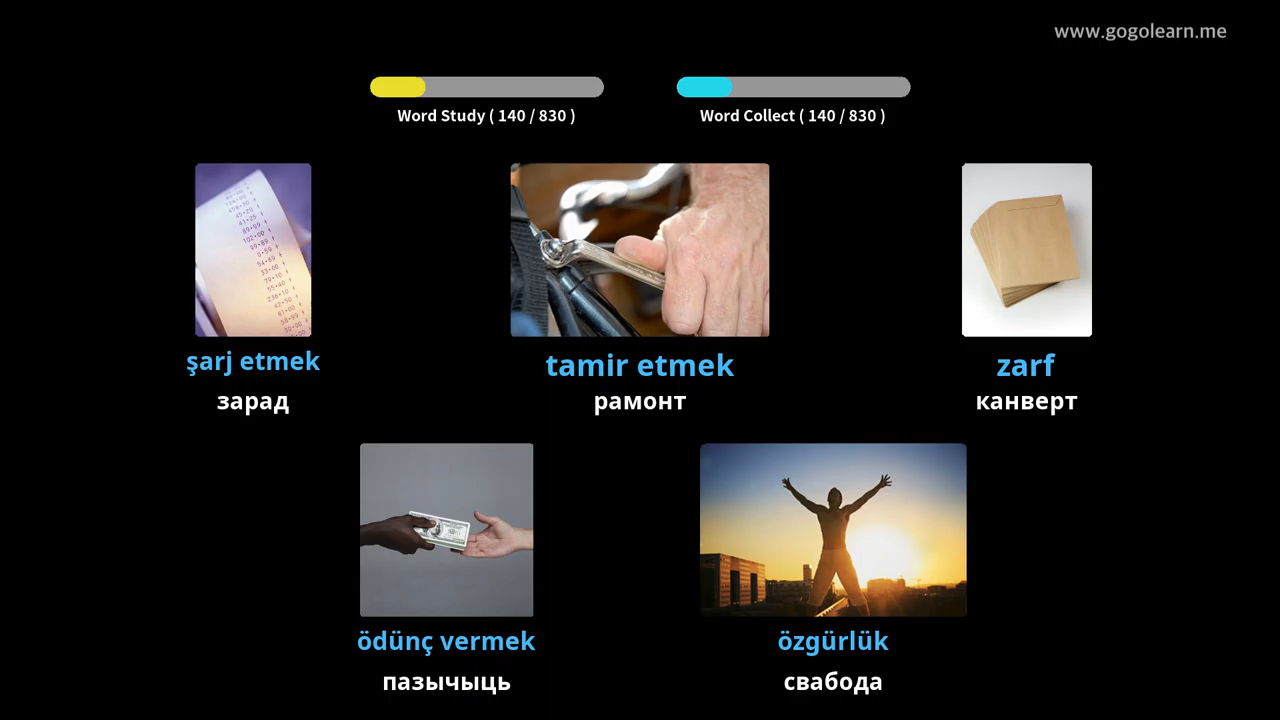 www.gogolearn.me
Word Study ( 140 / 830 )
Word Collect ( 140 / 830 )
şarj etmek
зарад
tamir etmek
рамонт
zarf
канверт
ödünç vermek
пазычыць
özgürlük
свабода